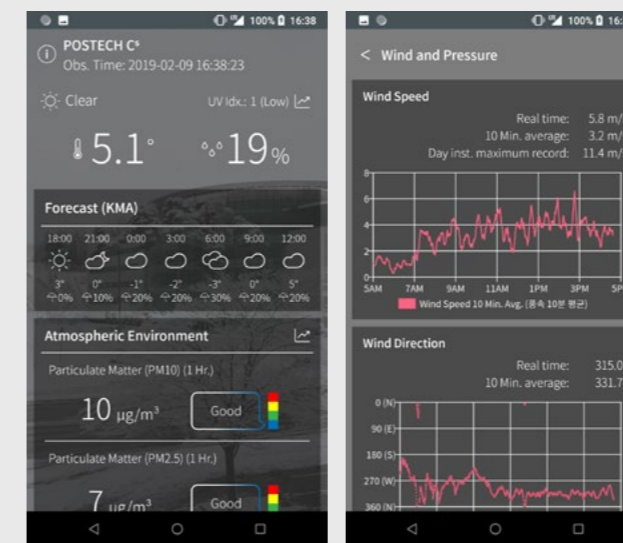 100% 16:38
POSTECH C⁵
Obs. Time: 2019-02-09 16:38:23
Clear
UV Idx.: 1 (Low)
5.1°
19%
Forecast (KMA)
18:00 21:00 0:00 3:00 6:00 9:00 12:00
3° 0° -1° -2° -3° 0° 5°
0% 10% 20% 20% 30% 20% 20%
Atmospheric Environment
Particulate Matter (PM10) (1 Hr.)
10 µg/m³
Good
Particulate Matter (PM2.5) (1 Hr.)
7 µg/m³
Good
100% 16:
< Wind and Pressure
Wind Speed
Real time: 5.8 m/
10 Min. average: 3.2 m/
Day inst. maximum record: 11.4 m/
8
6
4
2
0
5AM 7AM 9AM 11AM 1PM 3PM 5P
Wind Speed 10 Min. Avg. (풍속 10분 평균)
Wind Direction
Real time: 315.0
10 Min. average: 331.7
0 (N)
90 (E)
180 (S)
270 (W)
360 (N)